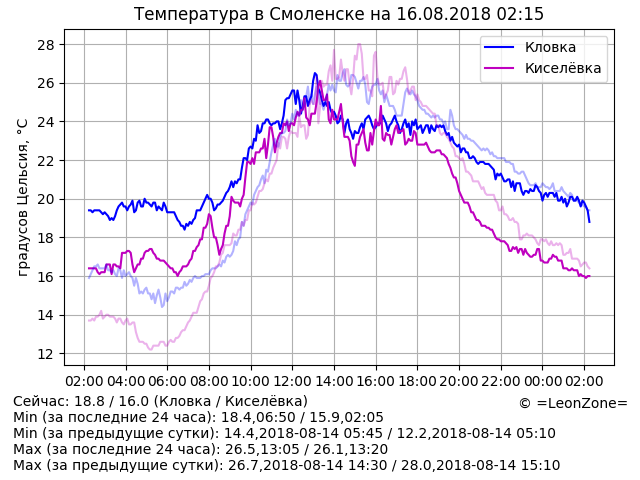 Температура в Смоленске на 16.08.2018 02:15
Кловка
Киселёвка
градусов Цельсия, °C
28
26
24
22
20
18
16
14
12
02:00 04:00 06:00 08:00 10:00 12:00 14:00 16:00 18:00 20:00 22:00 00:00 02:00
Сейчас: 18.8 / 16.0 (Кловка / Киселёвка)
© =LeonZone=
Min (за последние 24 часа): 18.4,06:50 / 15.9,02:05
Min (за предыдущие сутки): 14.4,2018-08-14 05:45 / 12.2,2018-08-14 05:10
Max (за последние 24 часа): 26.5,13:05 / 26.1,13:20
Max (за предыдущие сутки): 26.7,2018-08-14 14:30 / 28.0,2018-08-14 15:10